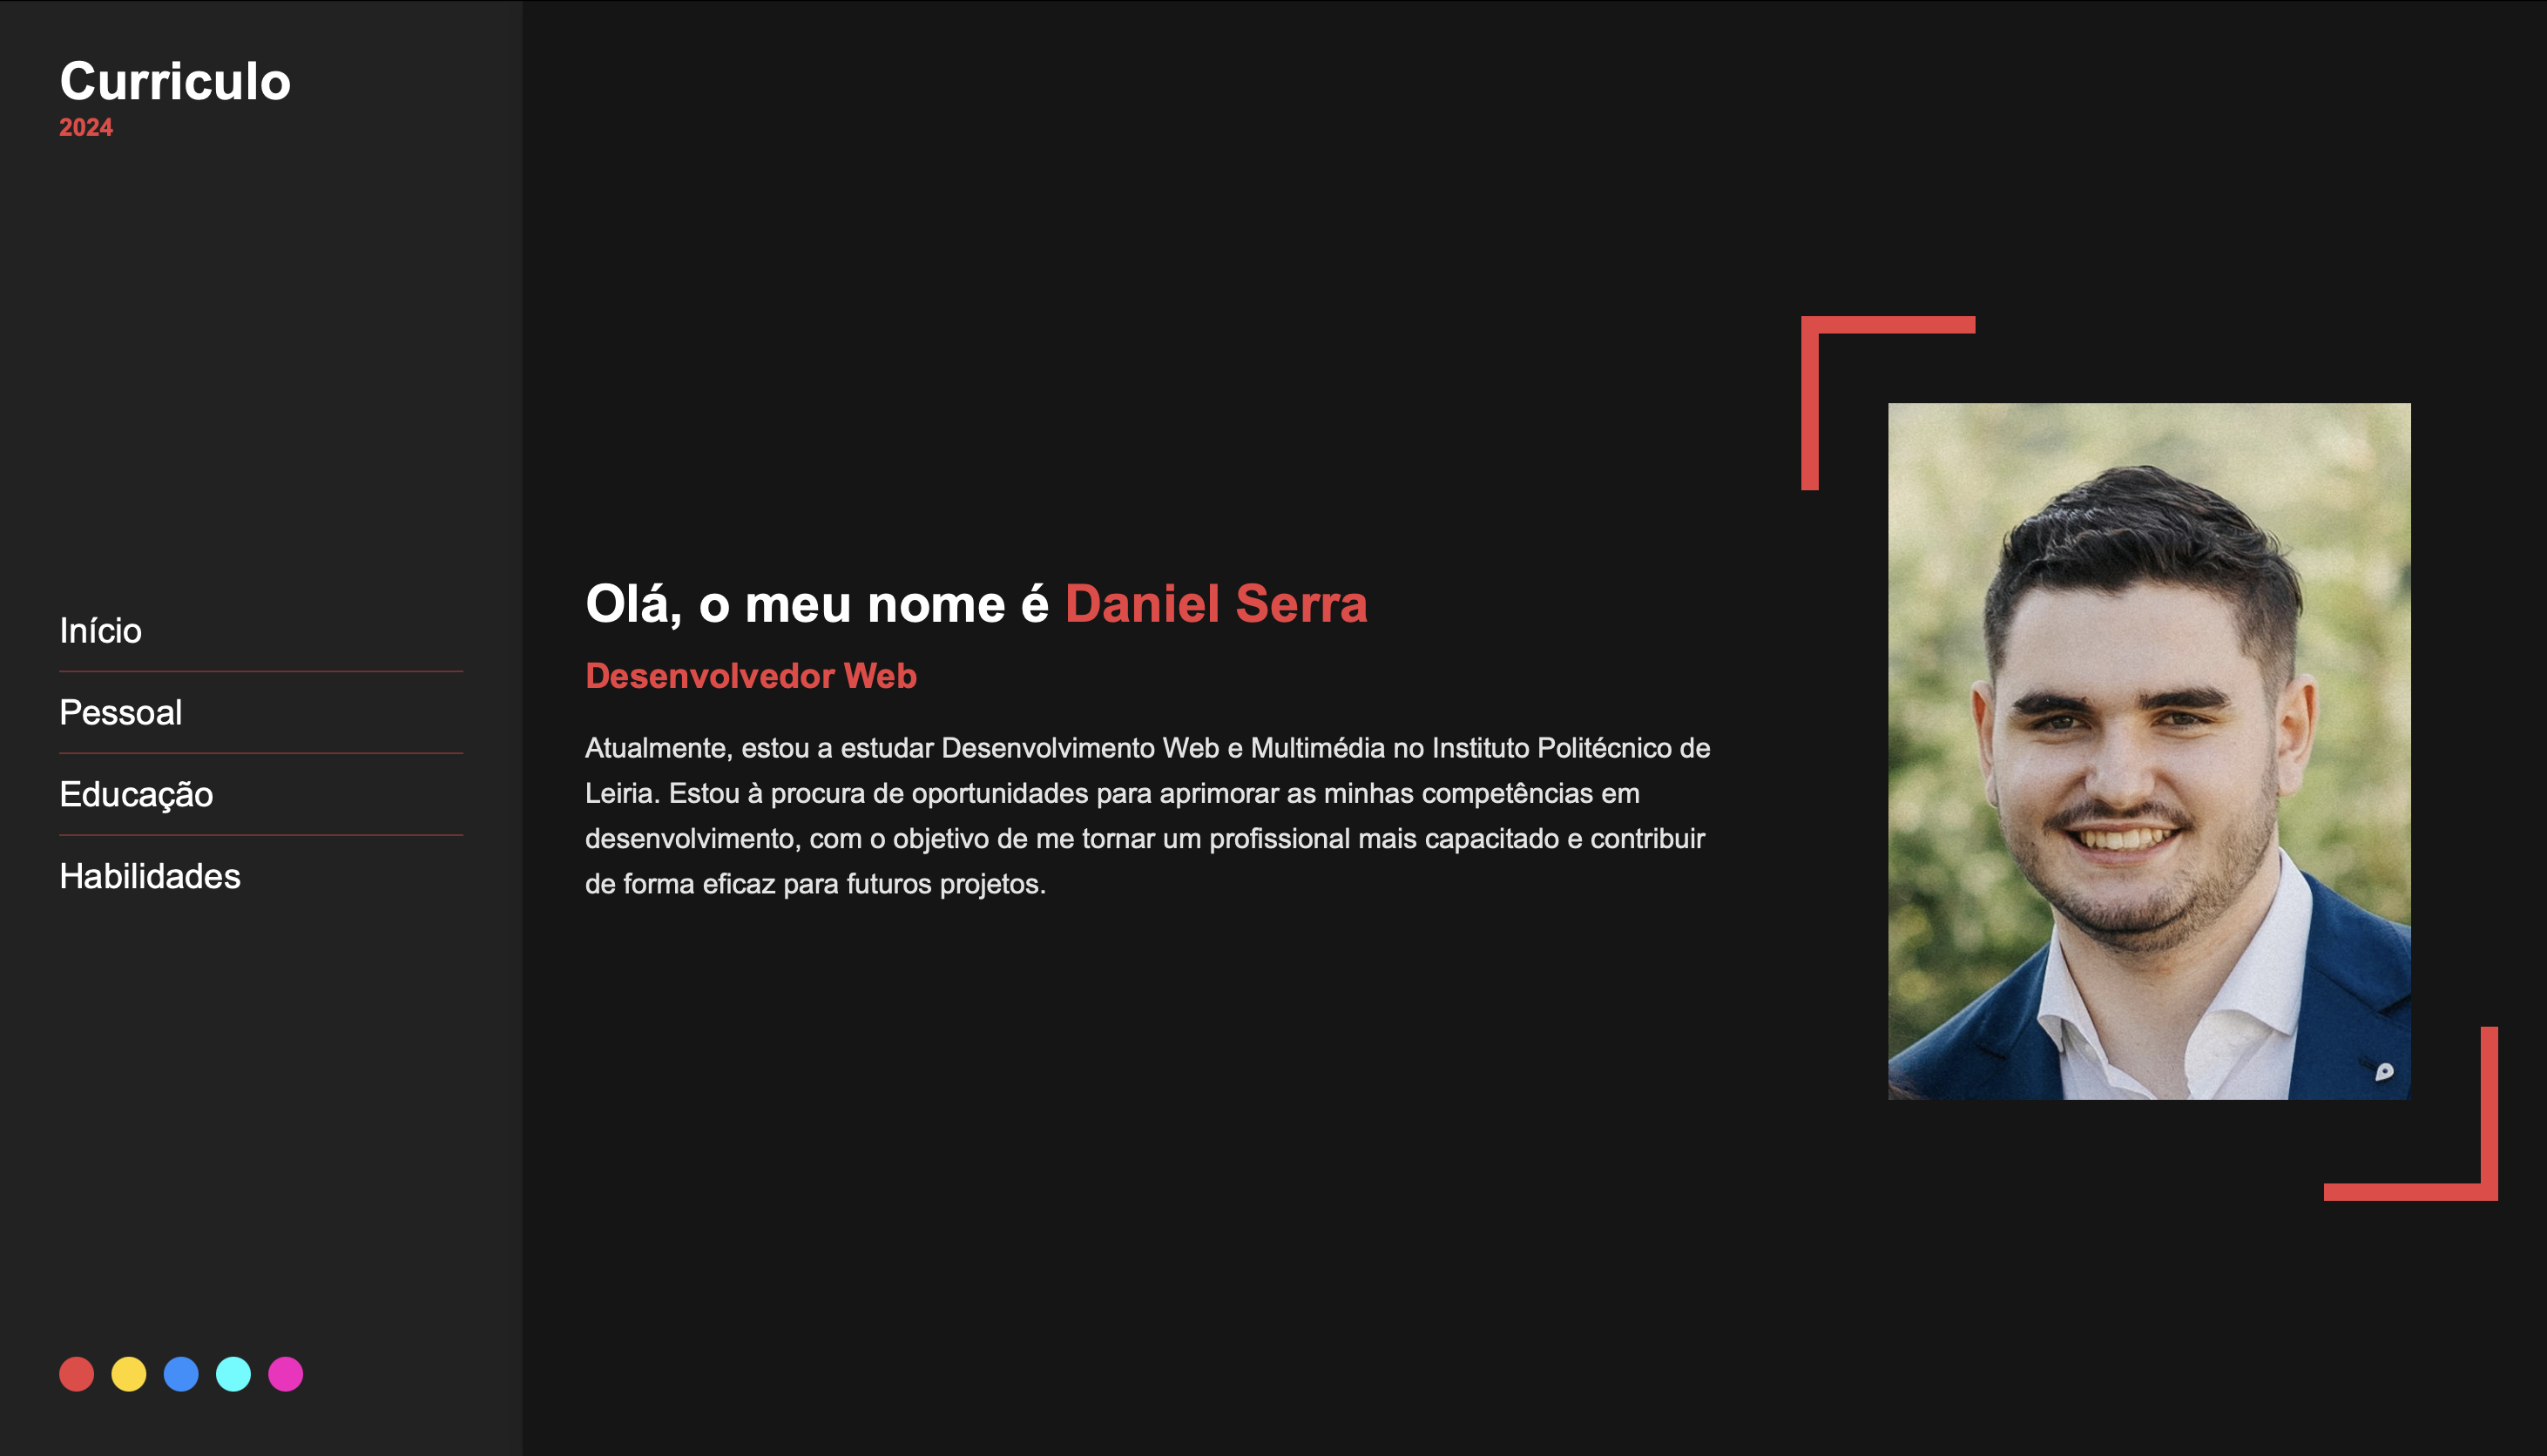 Curriculo
2024
Início
Pessoal
Educação
Habilidades
Olá, o meu nome é Daniel Serra
Desenvolvedor Web
Atualmente, estou a estudar Desenvolvimento Web e Multimédia no Instituto Politécnico de
Leiria. Estou à procura de oportunidades para aprimorar as minhas competências em
desenvolvimento, com o objetivo de me tornar um profissional mais capacitado e contribuir
de forma eficaz para futuros projetos.